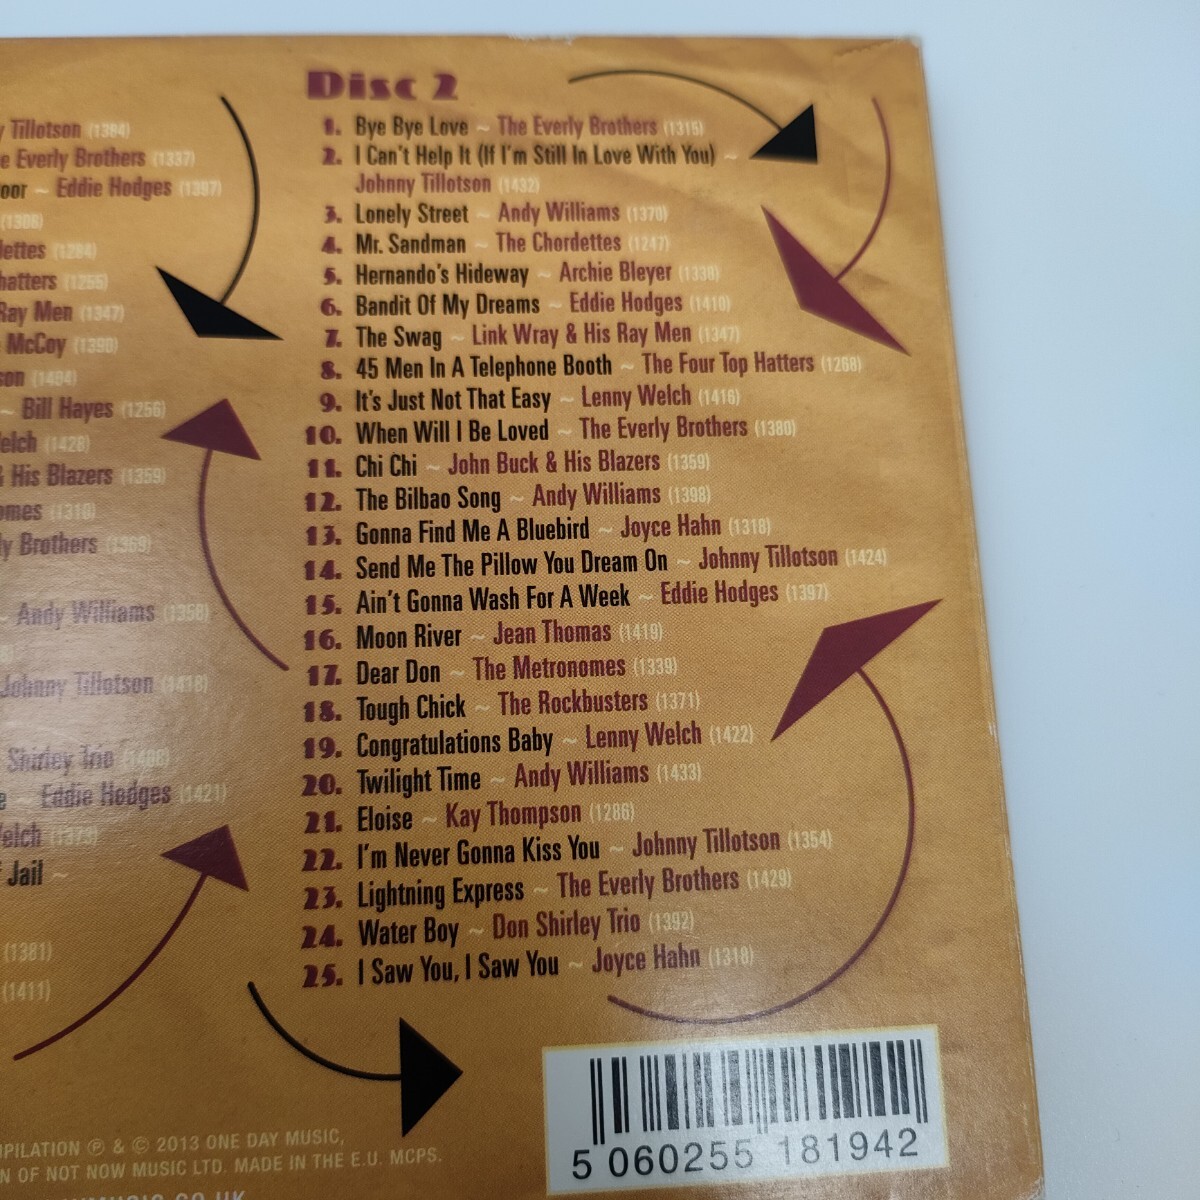 Tillotson (1384)
Everly Brothers (1337)
Eddie Hodges (1397)
(1308)
(1284)
hatters (1255)
Ray Men (1347)
McCoy (1390)
(1404)
~ Bill Hayes (1256)
(1428)
& His Blazers (1359)
(1310)
Brothers (1369)
~ Andy Williams (1358)
Johnny Tillotson (1418)
Shirley Trio (1408)
~ Eddie Hodges (1421)
(1373)
Jail ~
(1381)
(1411)
Disc 2
1. Bye Bye Love ~ The Everly Brothers (1315)
2. I Can't Help It (If I'm Still In Love With You) ~
Johnny Tillotson (1432)
3. Lonely Street ~ Andy Williams (1370)
4. Mr. Sandman ~ The Chordettes (1247)
5. Hernando's Hideway ~ Archie Bleyer (1338)
6. Bandit Of My Dreams ~ Eddie Hodges (1410)
7. The Swag ~ Link Wray & His Ray Men (1347)
8. 45 Men In A Telephone Booth ~ The Four Top Hatters (1268)
9. It's Just Not That Easy ~ Lenny Welch (1416)
10. When Will I Be Loved ~ The Everly Brothers (1380)
11. Chi Chi ~ John Buck & His Blazers (1359)
12. The Bilbao Song ~ Andy Williams (1398)
13. Gonna Find Me A Bluebird ~ Joyce Hahn (1318)
14. Send Me The Pillow You Dream On ~ Johnny Tillotson (1424)
15. Ain't Gonna Wash For A Week ~ Eddie Hodges (1397)
16. Moon River ~ Jean Thomas (1419)
17. Dear Don ~ The Metronomes (1339)
18. Tough Chick ~ The Rockbusters (1371)
19. Congratulations Baby ~ Lenny Welch (1422)
20. Twilight Time ~ Andy Williams (1433)
21. Eloise ~ Kay Thompson (1286)
22. I'm Never Gonna Kiss You ~ Johnny Tillotson (1354)
23. Lightning Express ~ The Everly Brothers (1429)
24. Water Boy ~ Don Shirley Trio (1392)
25. I Saw You, I Saw You ~ Joyce Hahn (1318)
MPILATION ℗ & © 2013 ONE DAY MUSIC,
OF NOT NOW MUSIC LTD. MADE IN THE E.U. MCPS.
5 060255 181942